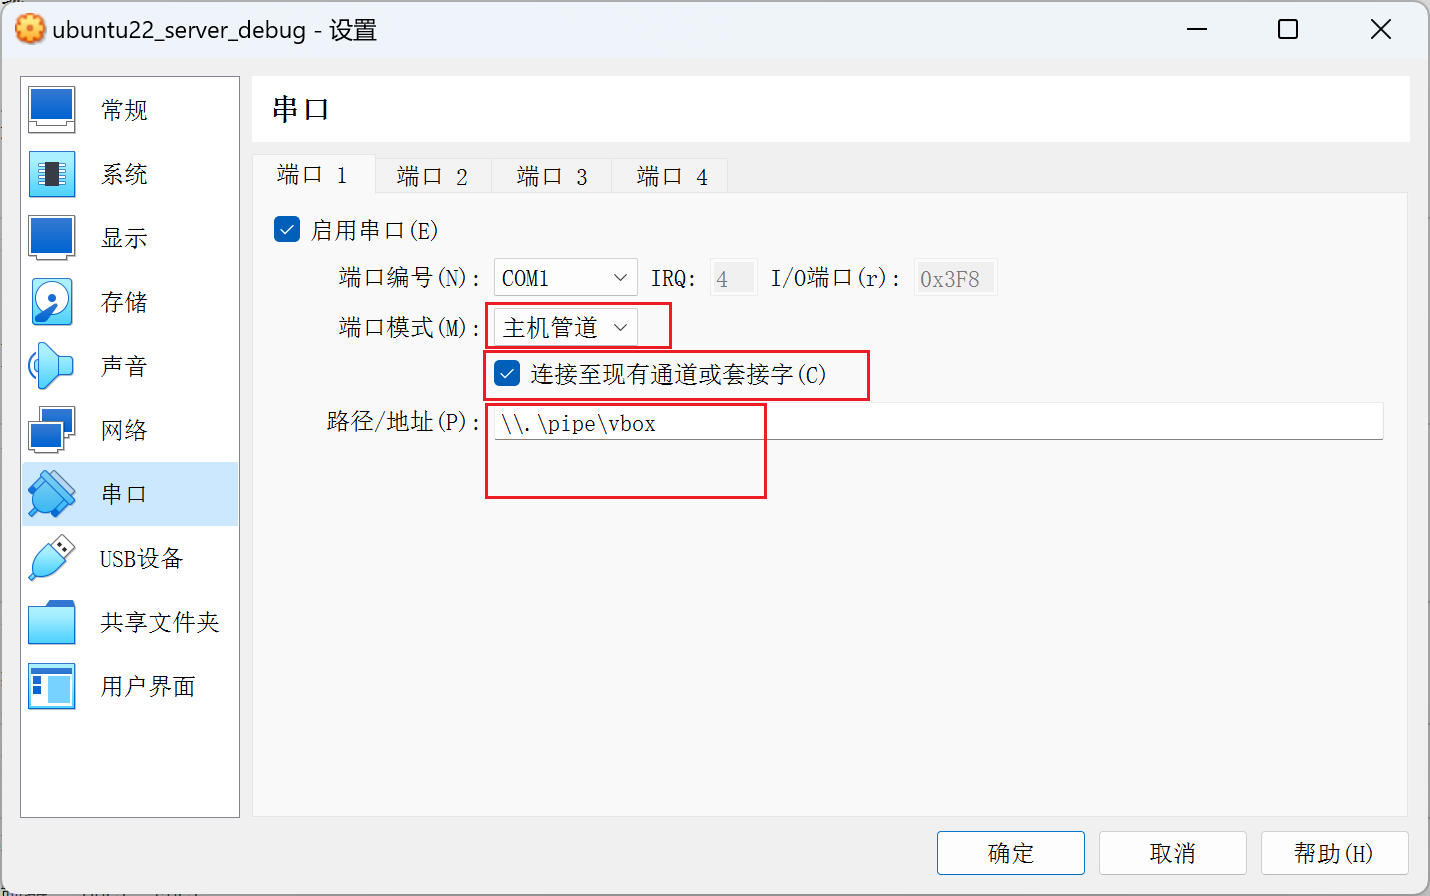 ubuntu22_server_debug - 设置
常规
系统
显示
存储
声音
网络
串口
USB设备
共享文件夹
用户界面
串口
端口 1 端口 2 端口 3 端口 4
启用串口(E)
端口编号(N): COM1 IRQ: 4 I/O端口(r): 0x3F8
端口模式(M): 主机管道
连接至现有通道或套接字(C)
路径/地址(P): \\.\pipe\vbox
确定 取消 帮助(H)